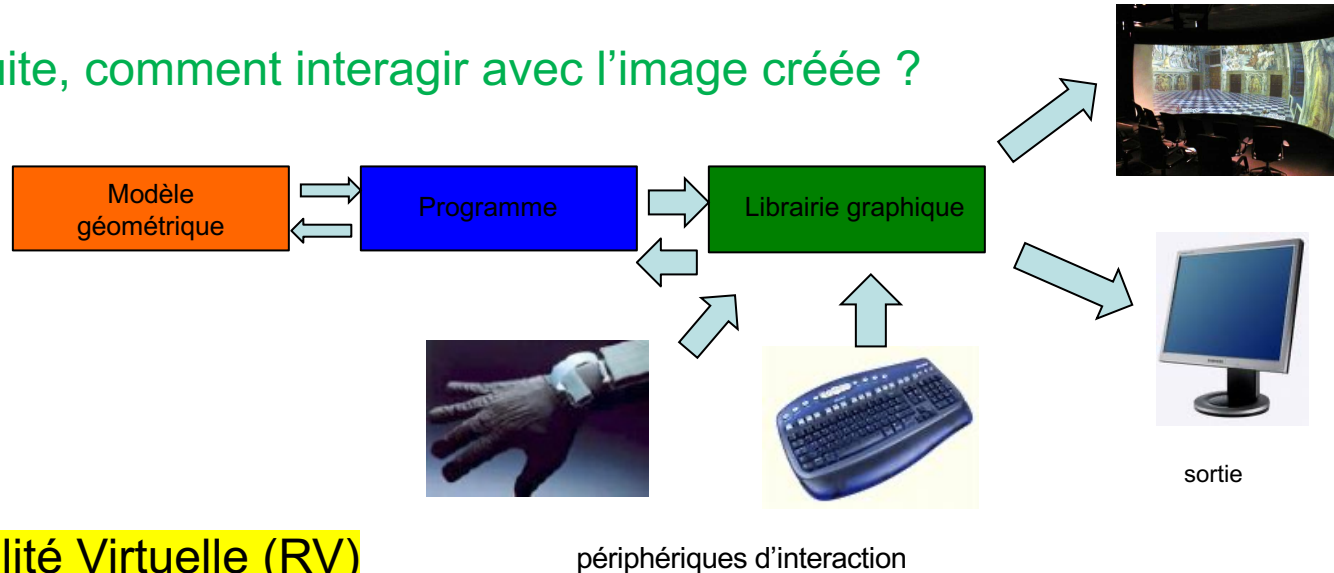 uite, comment interagir avec l’image créée ?
Modèle
géométrique
Programme
Librairie graphique
sortie
lité Virtuelle (RV)
périphériques d’interaction